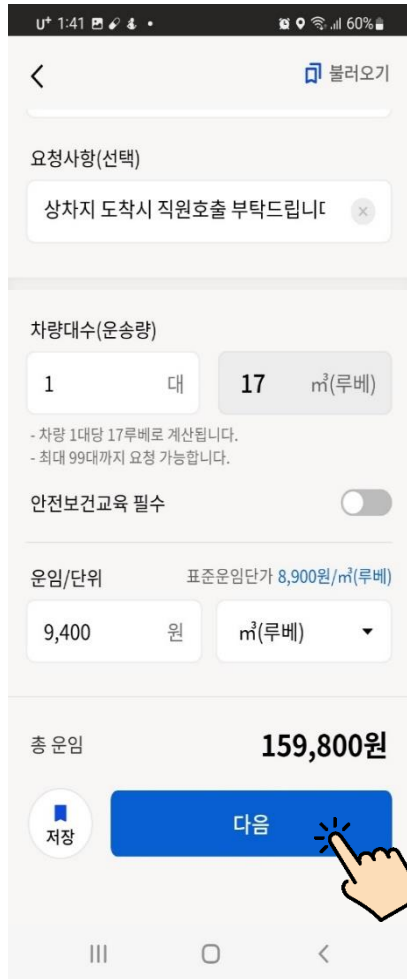 U⁺ 1:41 60%
불러오기
요청사항(선택)
상차지 도착시 직원호출 부탁드립니
차량대수(운송량)
1 대 17 ㎥(루베)
- 차량 1대당 17루베로 계산됩니다.
- 최대 99대까지 요청 가능합니다.
안전보건교육 필수
운임/단위 표준운임단가 8,900원/㎥(루베)
9,400 원 ㎥(루베)
총 운임 159,800원
저장 다음